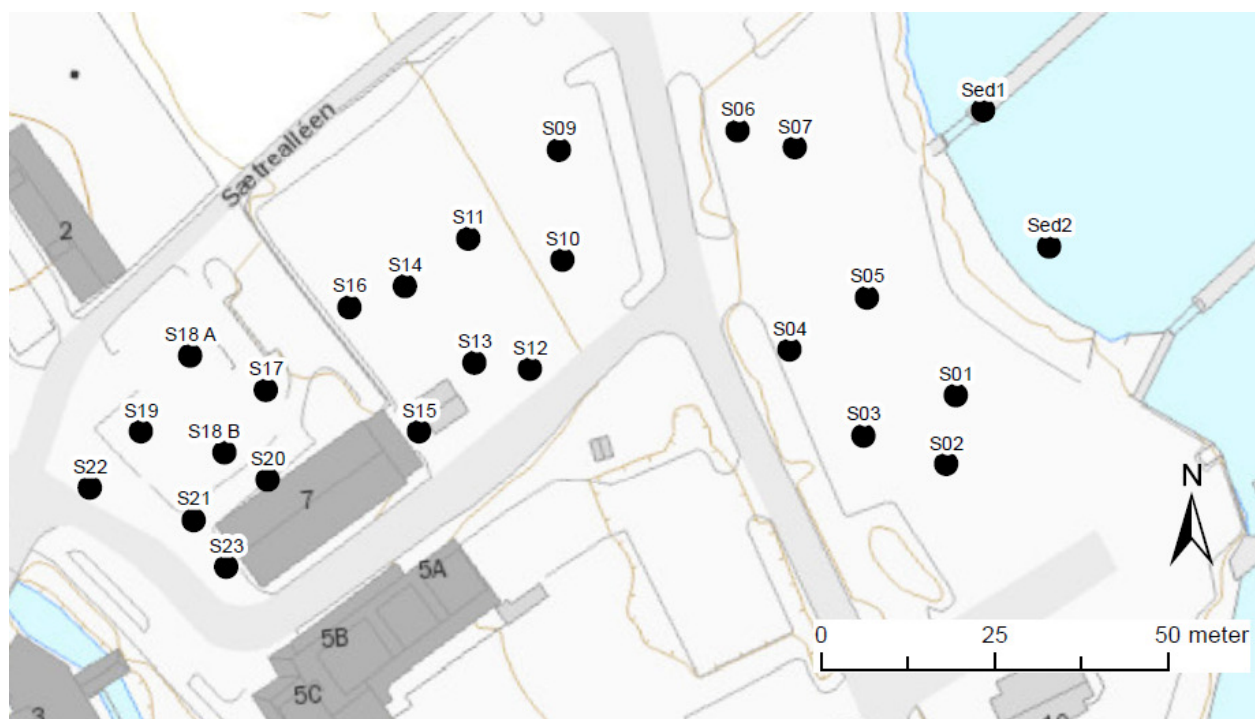 Sed1
S06
S07
S09
Sætrealléen
S11
Sed2
2
S10
S14
S16
S05
S18 A
S04
S13
S12
S17
S01
S19
S15
S03
S18 B
S02
S20
S22
N
7
S21
S23
5A
0
25
50 meter
5B
5C
3